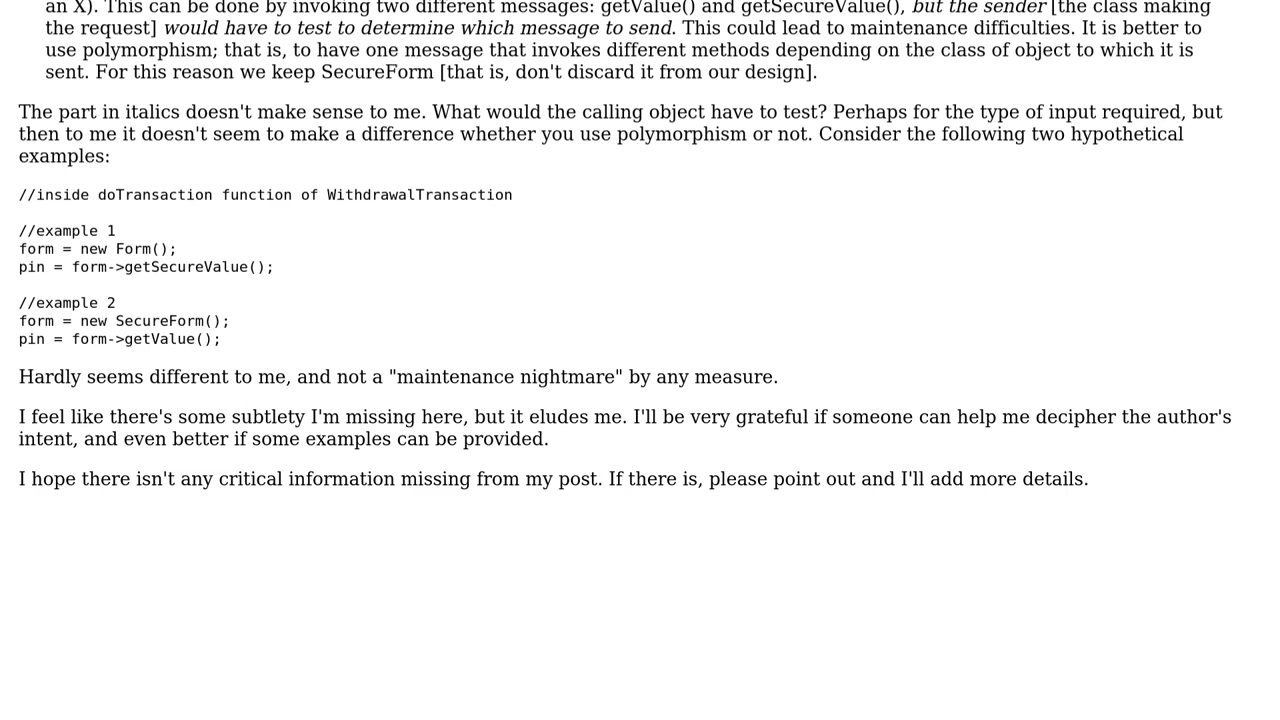 an X). This can be done by invoking two different messages: getValue() and getSecureValue(), but the sender [the class making
the request] would have to test to determine which message to send. This could lead to maintenance difficulties. It is better to
use polymorphism; that is, to have one message that invokes different methods depending on the class of object to which it is
sent. For this reason we keep SecureForm [that is, don't discard it from our design].
The part in italics doesn't make sense to me. What would the calling object have to test? Perhaps for the type of input required, but
then to me it doesn't seem to make a difference whether you use polymorphism or not. Consider the following two hypothetical
examples:
//inside doTransaction function of WithdrawalTransaction
//example 1
form = new Form();
pin = form->getSecureValue();
//example 2
form = new SecureForm();
pin = form->getValue();
Hardly seems different to me, and not a "maintenance nightmare" by any measure.
I feel like there's some subtlety I'm missing here, but it eludes me. I'll be very grateful if someone can help me decipher the author's
intent, and even better if some examples can be provided.
I hope there isn't any critical information missing from my post. If there is, please point out and I'll add more details.